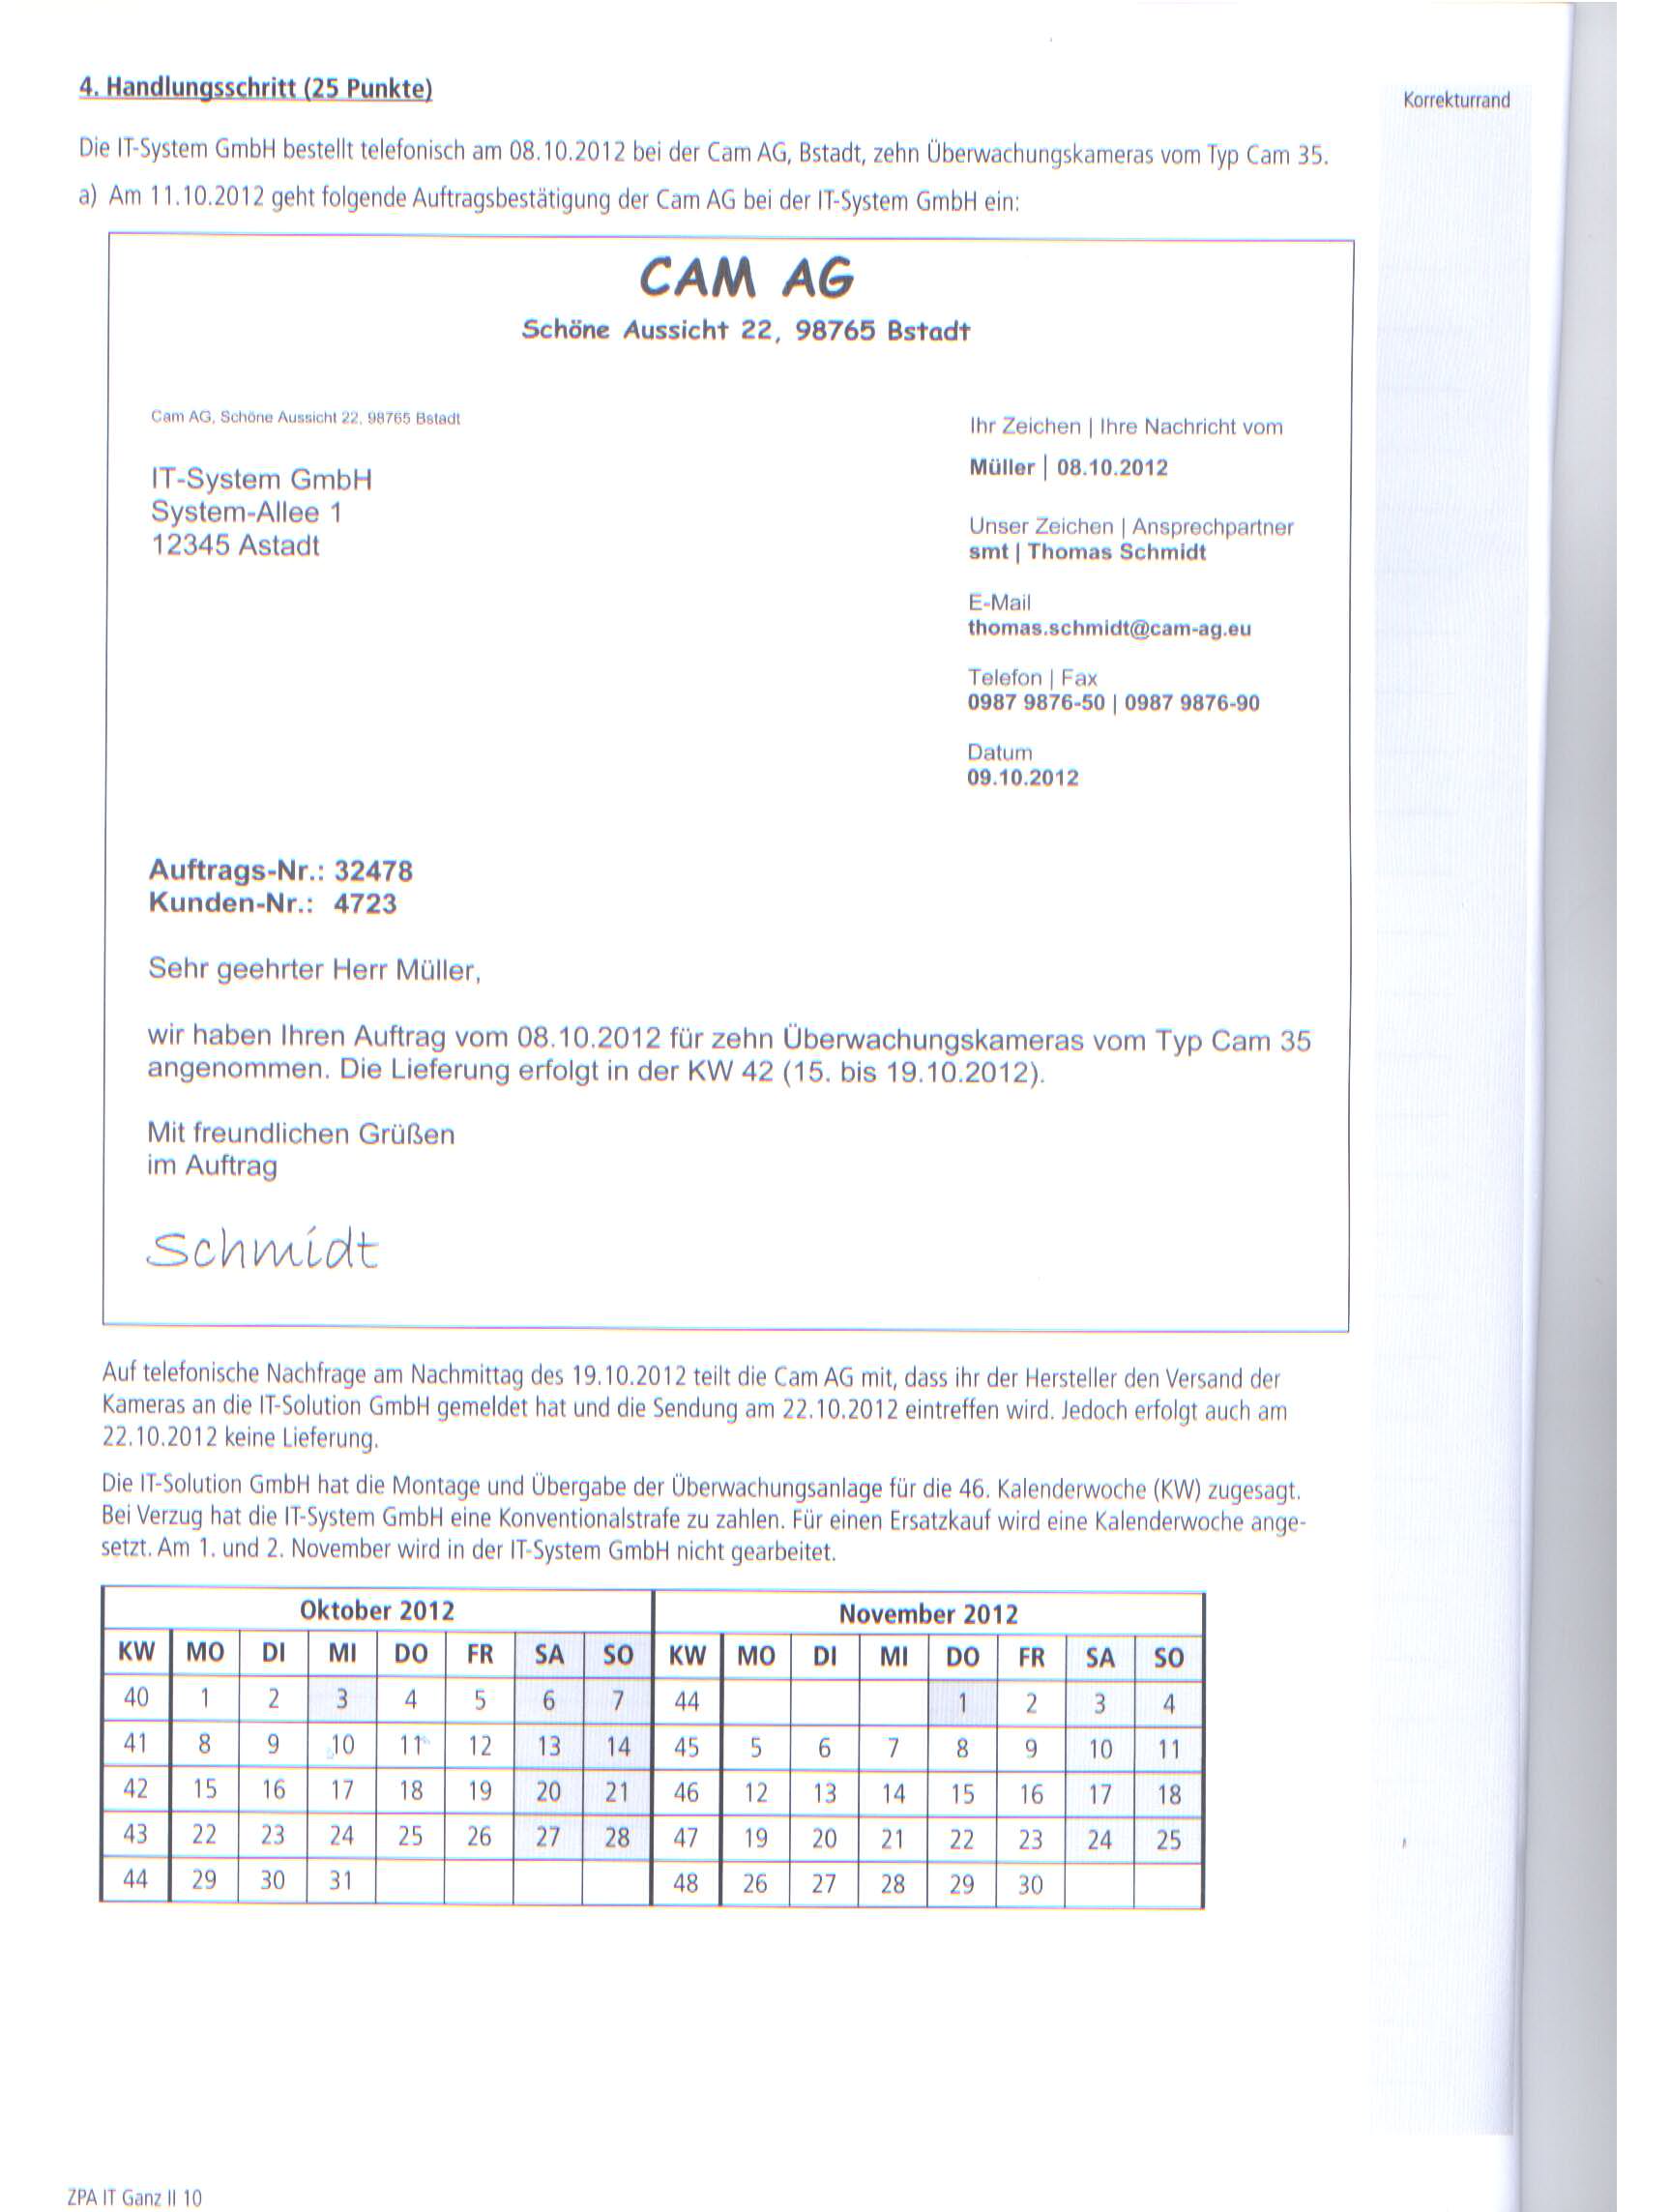 4. Handlungsschritt (25 Punkte)
Korrekturrand
Die IT-System GmbH bestellt telefonisch am 08.10.2012 bei der Cam AG, Bstadt, zehn Überwachungskameras vom Typ Cam 35.
a) Am 11.10.2012 geht folgende Auftragsbestätigung der Cam AG bei der IT-System GmbH ein:
CAM AG
Schöne Aussicht 22, 98765 Bstadt
Cam AG, Schöne Aussicht 22, 98765 Bstadt
IT-System GmbH
System-Allee 1
12345 Astadt
Ihr Zeichen | Ihre Nachricht vom
Müller | 08.10.2012
Unser Zeichen | Ansprechpartner
smt | Thomas Schmidt
E-Mail
thomas.schmidt@cam-ag.eu
Telefon | Fax
0987 9876-50 | 0987 9876-90
Datum
09.10.2012
Auftrags-Nr.: 32478
Kunden-Nr.: 4723
Sehr geehrter Herr Müller,
wir haben Ihren Auftrag vom 08.10.2012 für zehn Überwachungskameras vom Typ Cam 35
angenommen. Die Lieferung erfolgt in der KW 42 (15. bis 19.10.2012).
Mit freundlichen Grüßen
im Auftrag
Schmidt
Auf telefonische Nachfrage am Nachmittag des 19.10.2012 teilt die Cam AG mit, dass ihr der Hersteller den Versand der
Kameras an die IT-Solution GmbH gemeldet hat und die Sendung am 22.10.2012 eintreffen wird. Jedoch erfolgt auch am
22.10.2012 keine Lieferung.
Die IT-Solution GmbH hat die Montage und Übergabe der Überwachungsanlage für die 46. Kalenderwoche (KW) zugesagt.
Bei Verzug hat die IT-System GmbH eine Konventionalstrafe zu zahlen. Für einen Ersatzkauf wird eine Kalenderwoche ange-
setzt. Am 1. und 2. November wird in der IT-System GmbH nicht gearbeitet.
Oktober 2012 November 2012
KW MO DI MI DO FR SA SO KW MO DI MI DO FR SA SO
40 1 2 3 4 5 6 7 44 1 2 3 4
41 8 9 10 11 12 13 14 45 5 6 7 8 9 10 11
42 15 16 17 18 19 20 21 46 12 13 14 15 16 17 18
43 22 23 24 25 26 27 28 47 19 20 21 22 23 24 25
44 29 30 31 48 26 27 28 29 30
ZPA IT Ganz II 10